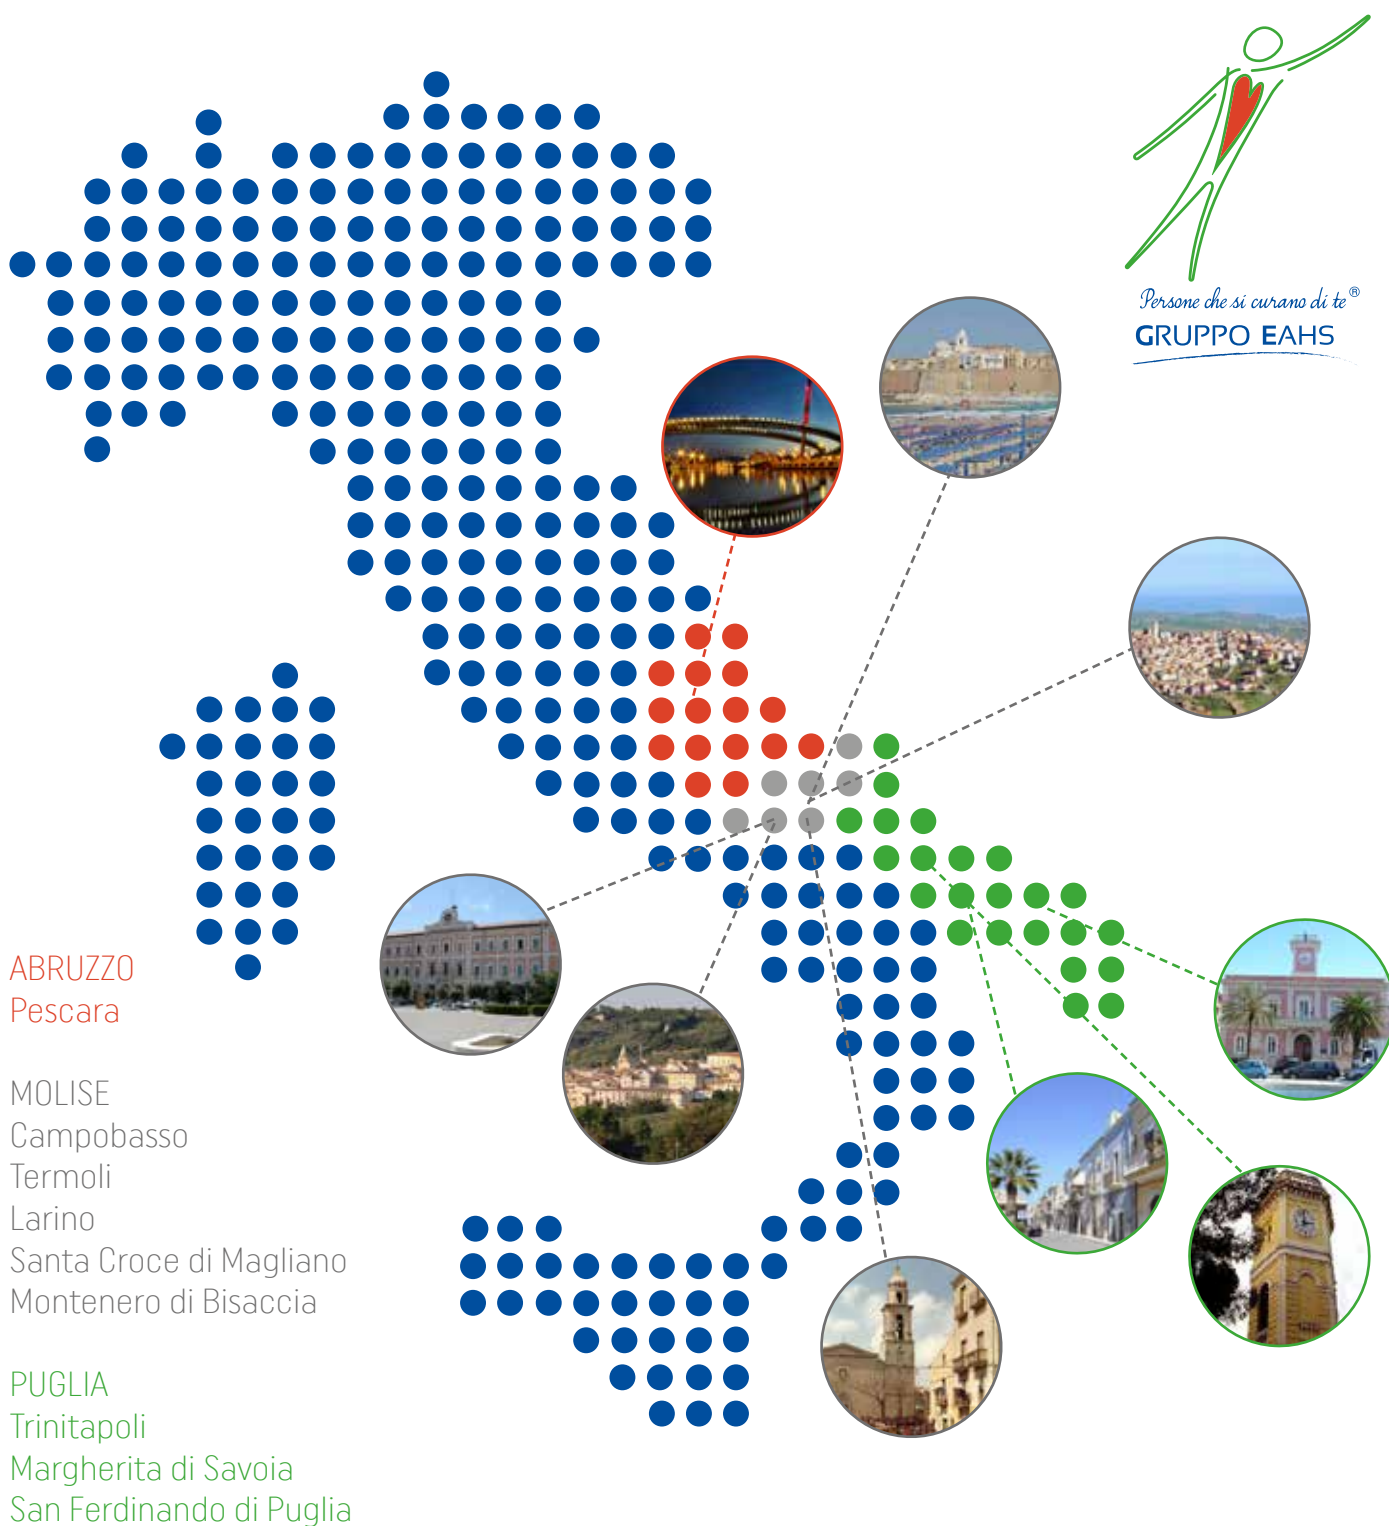 Persone che si curano di te®
GRUPPO EAHS
ABRUZZO
Pescara
MOLISE
Campobasso
Termoli
Larino
Santa Croce di Magliano
Montenero di Bisaccia
PUGLIA
Trinitapoli
Margherita di Savoia
San Ferdinando di Puglia